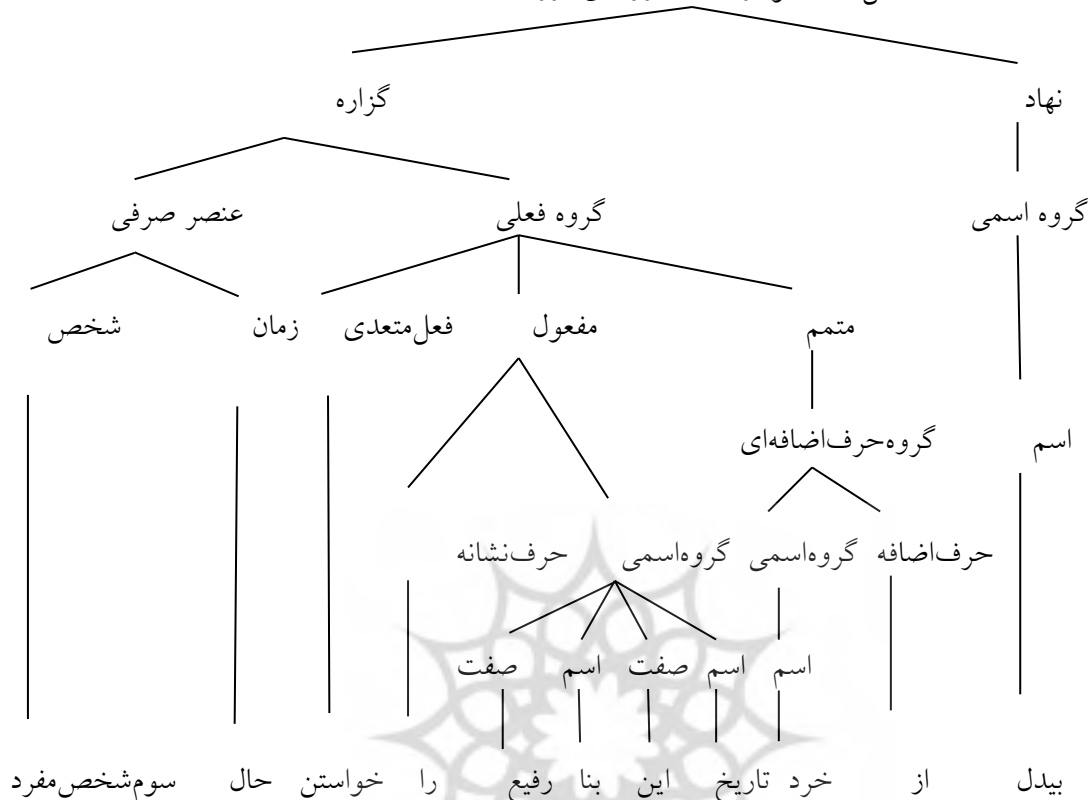 نهاد گزاره
گروه اسمی گروه فعلی عنصر صرفی
متمم مفعول فعل‌متعدی زمان شخص
اسم گروه‌حرف‌اضافه‌ای
حرف‌اضافه گروه‌اسمی گروه‌اسمی حرف‌نشانه
اسم اسم صفت اسم صفت
بیدل از خرد تاریخ این بنا رفیع را خواستن حال سوم‌شخص‌مفرد